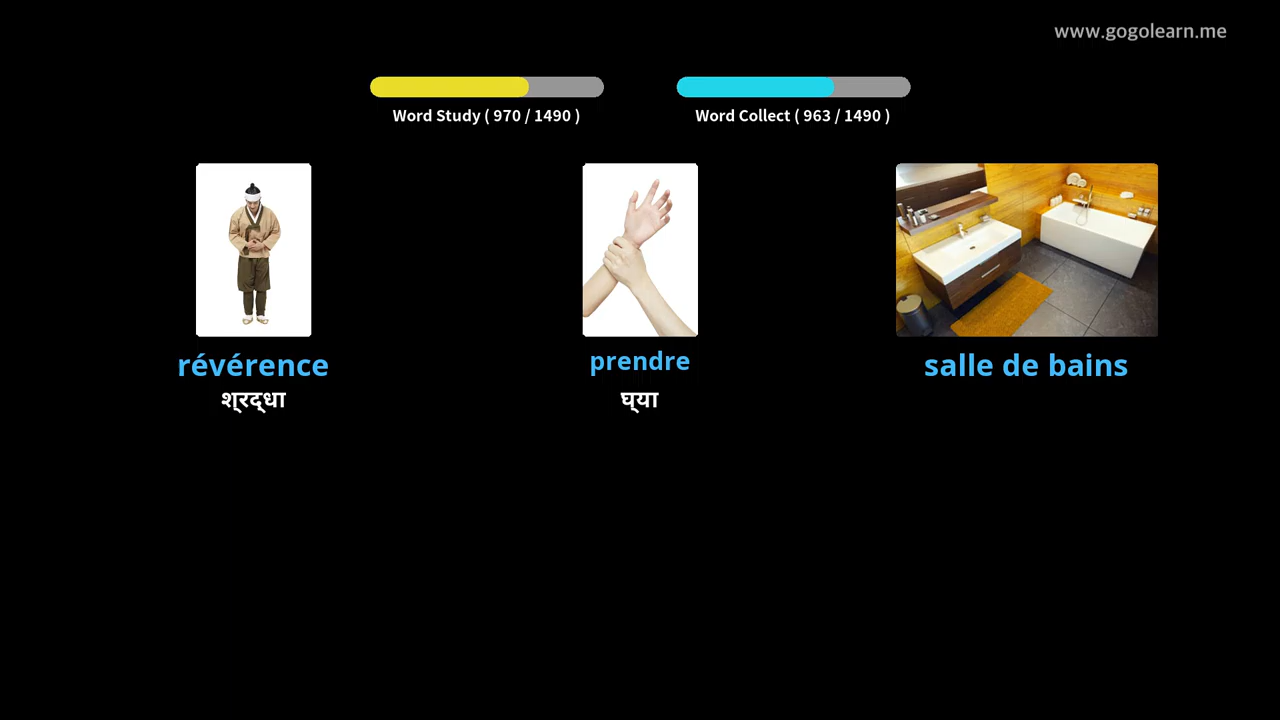 www.gogolearn.me
Word Study ( 970 / 1490 )
Word Collect ( 963 / 1490 )
révérence
श्रद्धा
prendre
घ्या
salle de bains